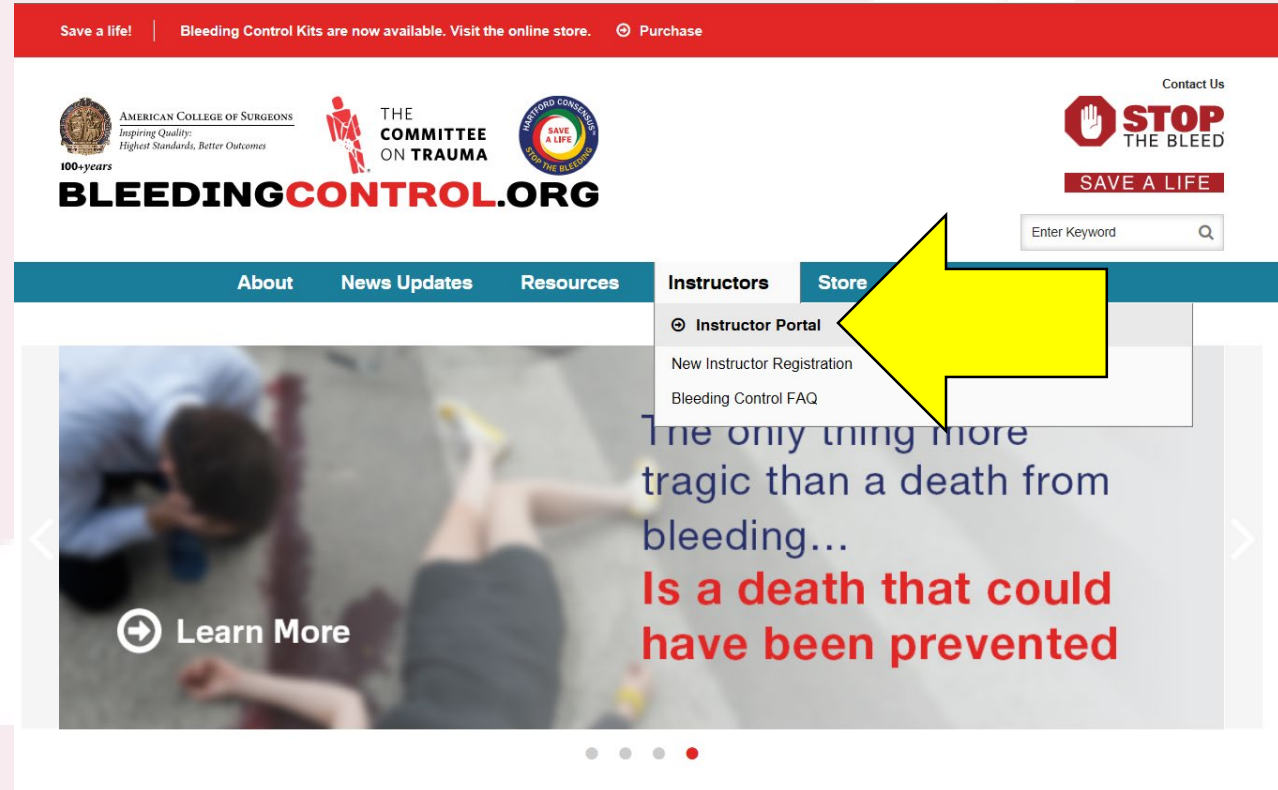 Save a life!
Bleeding Control Kits are now available. Visit the online store.
Purchase
Contact Us
AMERICAN COLLEGE OF SURGEONS
Inspiring Quality:
Highest Standards, Better Outcomes
100+years
THE
COMMITTEE
ON TRAUMA
HARTFORD CONSENSUS
SAVE
A LIFE
STOP THE BLEED
STOP
THE BLEED
SAVE A LIFE
BLEEDINGCONTROL.ORG
Enter Keyword
About
News Updates
Resources
Instructors
Store
Instructor Portal
New Instructor Registration
Bleeding Control FAQ
The only thing more
tragic than a death from
bleeding...
Is a death that could
have been prevented
Learn More